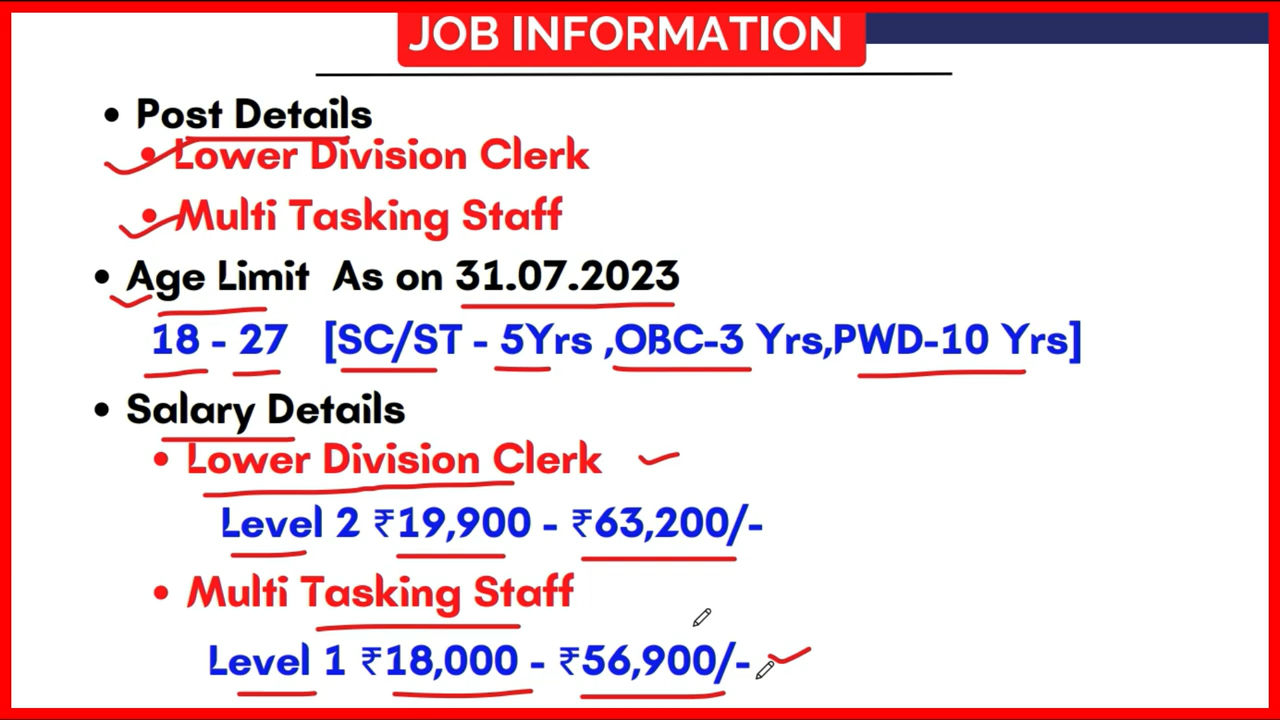 JOB INFORMATION
• Post Details
• Lower Division Clerk
• Multi Tasking Staff
• Age Limit As on 31.07.2023
18 - 27 [SC/ST - 5Yrs ,OBC-3 Yrs,PWD-10 Yrs]
• Salary Details
• Lower Division Clerk
Level 2 ₹19,900 - ₹63,200/-
• Multi Tasking Staff
Level 1 ₹18,000 - ₹56,900/-